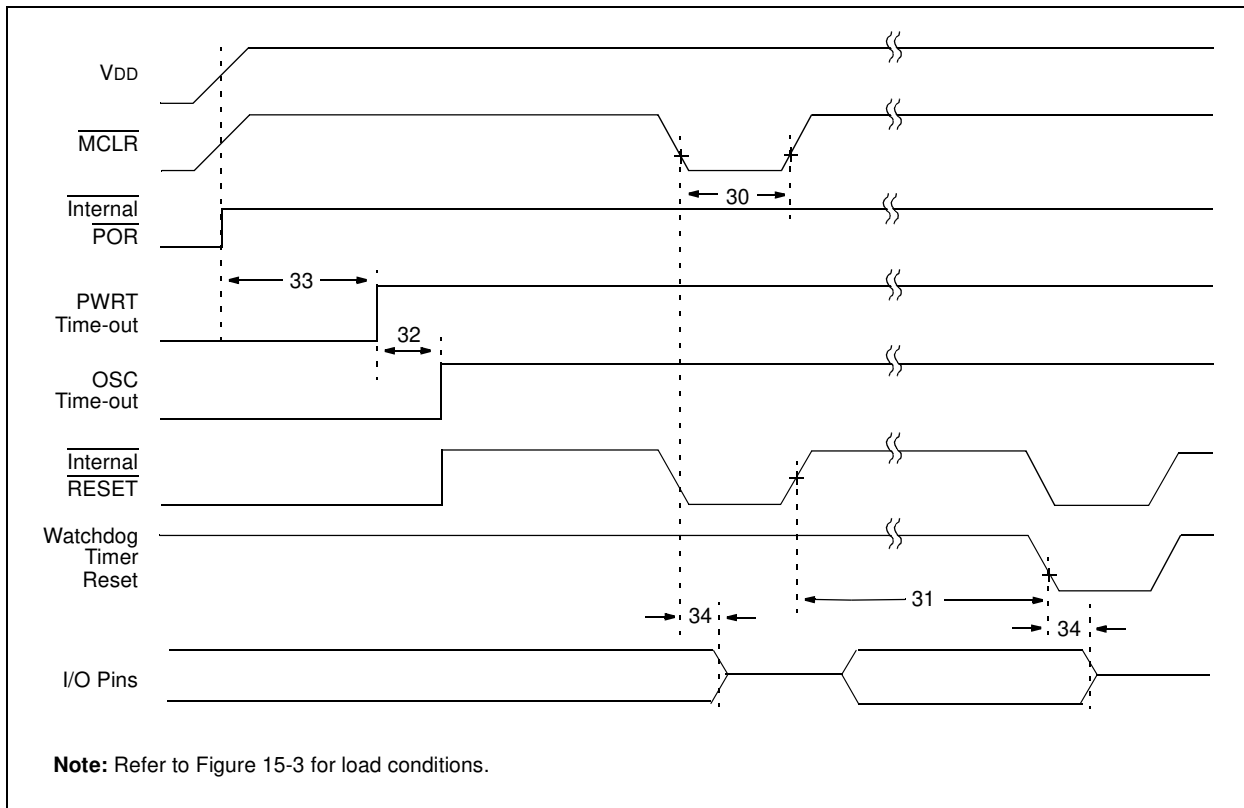 VDD
MCLR
30
Internal
POR
33
PWRT
Time-out
32
OSC
Time-out
Internal
RESET
Watchdog
Timer
Reset
31
34
34
I/O Pins
Note: Refer to Figure 15-3 for load conditions.